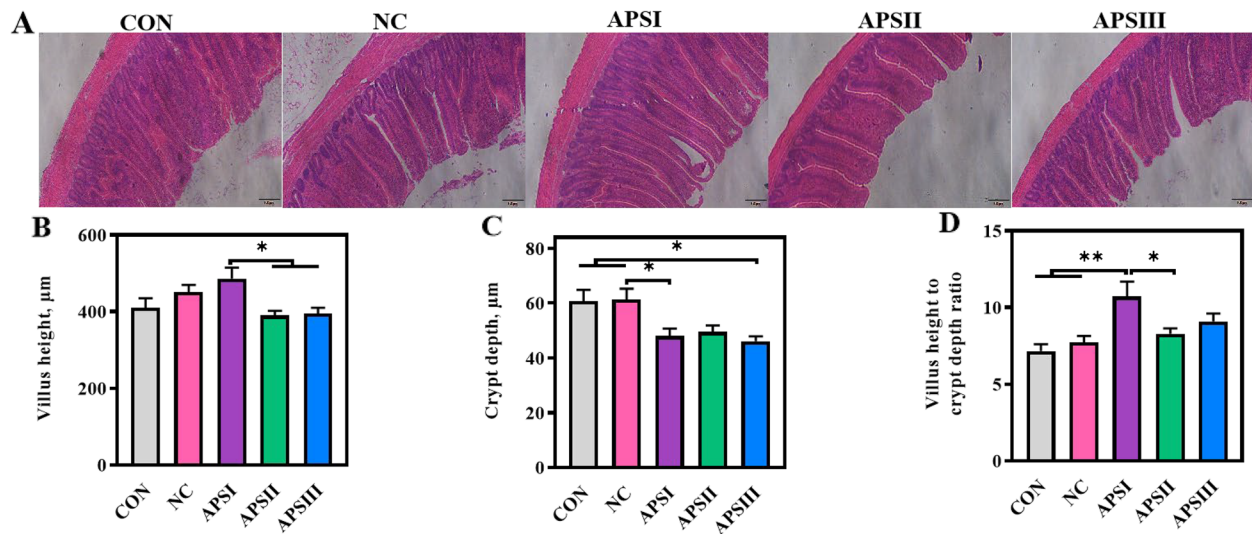 A
CON
NC
APSI
APSII
APSIII
B
Villus height, μm
600
400
200
0
*
CON
NC
APSI
APSII
APSIII
C
Crypt depth, μm
80
60
40
20
0
*
*
CON
NC
APSI
APSII
APSIII
D
Villus height to
crypt depth ratio
15
10
5
0
**
*
CON
NC
APSI
APSII
APSIII